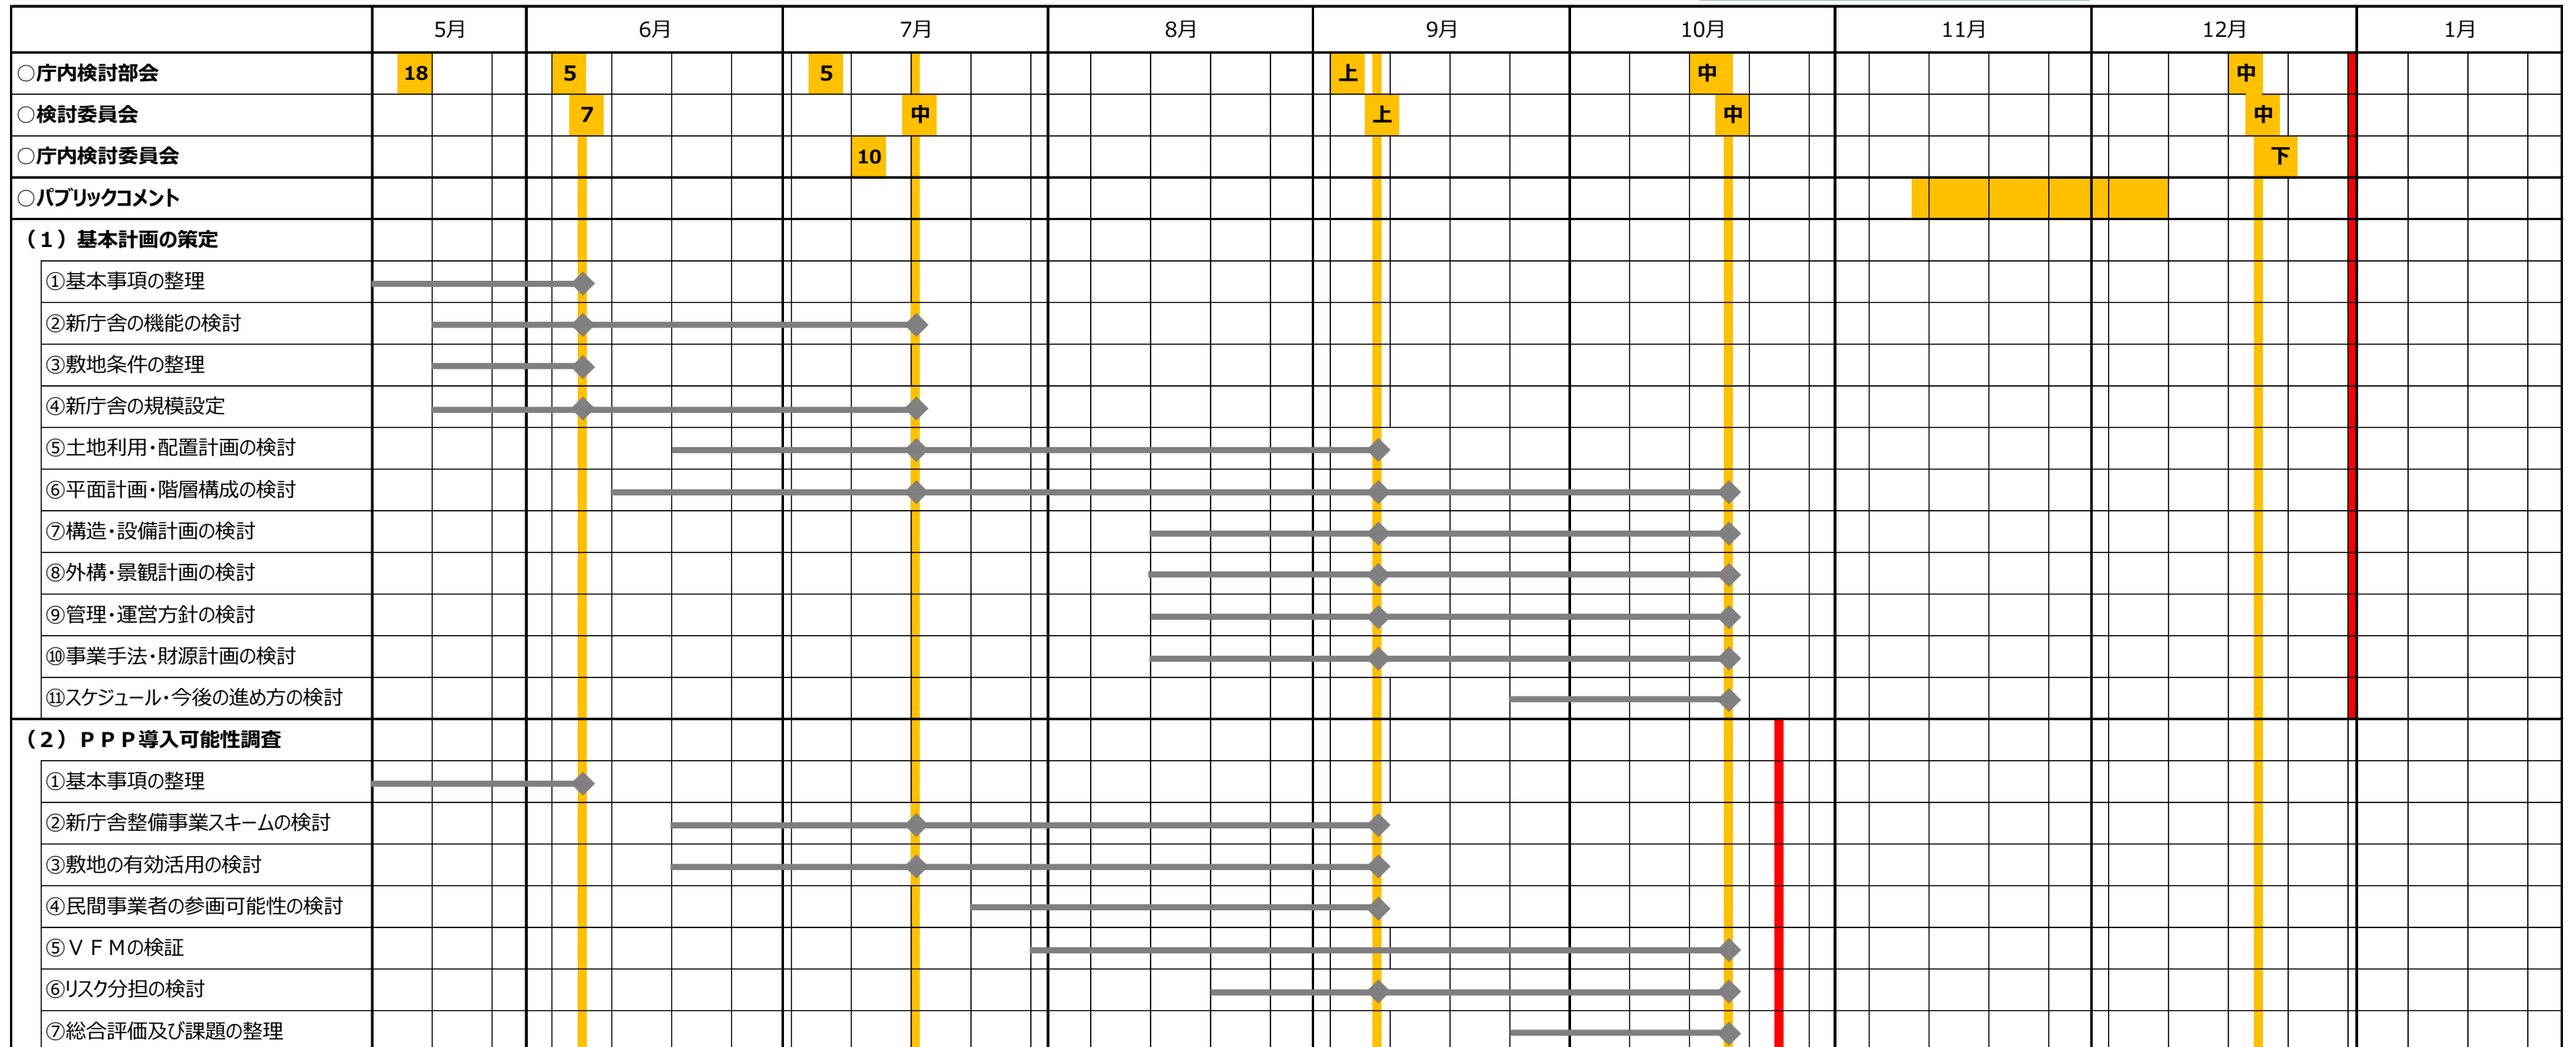 5月 6月 7月 8月 9月 10月 11月 12月 1月
○庁内検討部会 18 5 5 上 中 中
○検討委員会 7 中 上 中 中
○庁内検討委員会 10 下
○パブリックコメント
（１）基本計画の策定
①基本事項の整理
②新庁舎の機能の検討
③敷地条件の整理
④新庁舎の規模設定
⑤土地利用・配置計画の検討
⑥平面計画・階層構成の検討
⑦構造・設備計画の検討
⑧外構・景観計画の検討
⑨管理・運営方針の検討
⑩事業手法・財源計画の検討
⑪スケジュール・今後の進め方の検討
（２）ＰＰＰ導入可能性調査
①基本事項の整理
②新庁舎整備事業スキームの検討
③敷地の有効活用の検討
④民間事業者の参画可能性の検討
⑤ＶＦＭの検証
⑥リスク分担の検討
⑦総合評価及び課題の整理